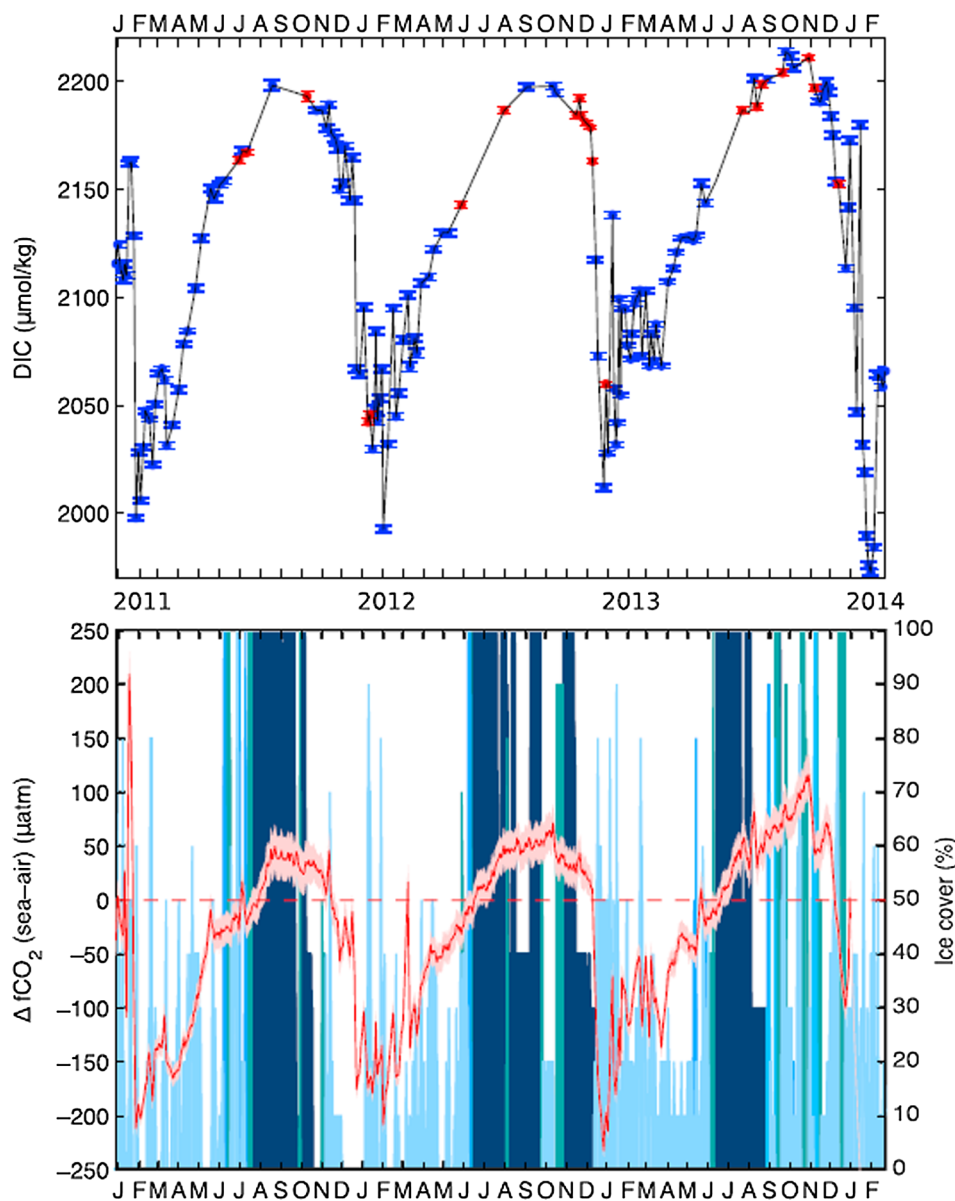 J F M A M J J A S O N D J F M A M J J A S O N D J F M A M J J A S O N D J F
2200
2150
2100
2050
2000
DIC (μmol/kg)
2011 2012 2013 2014
250 100
200 90
150 80
100 70
50 60
0 50
−50 40
−100 30
−150 20
−200 10
−250 0
Δ fCO2 (sea–air) (μatm)
Ice cover (%)
J F M A M J J A S O N D J F M A M J J A S O N D J F M A M J J A S O N D J F